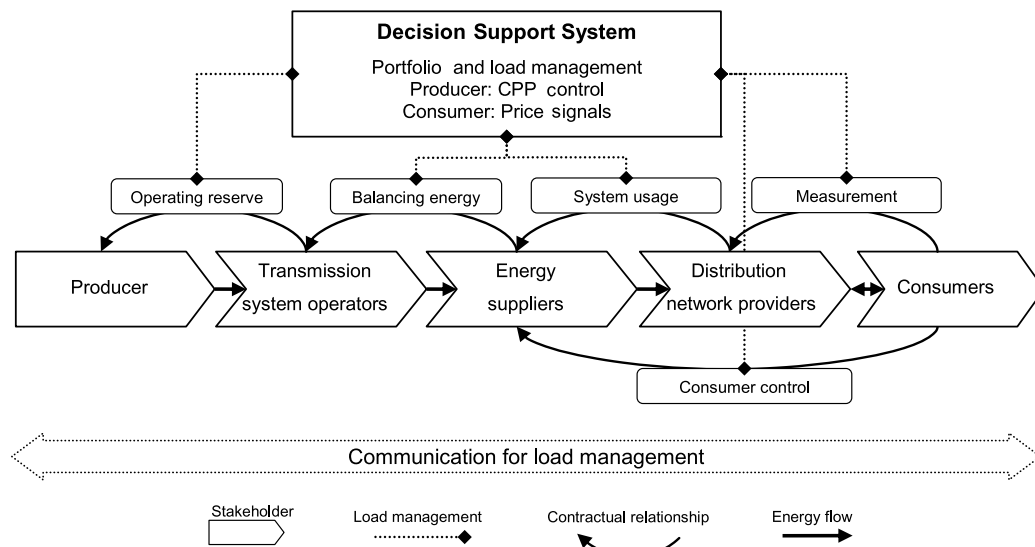 Decision Support System
Portfolio and load management
Producer: CPP control
Consumer: Price signals
Operating reserve
Balancing energy
System usage
Measurement
Producer
Transmission
system operators
Energy
suppliers
Distribution
network providers
Consumers
Consumer control
Communication for load management
Stakeholder
Load management
Contractual relationship
Energy flow